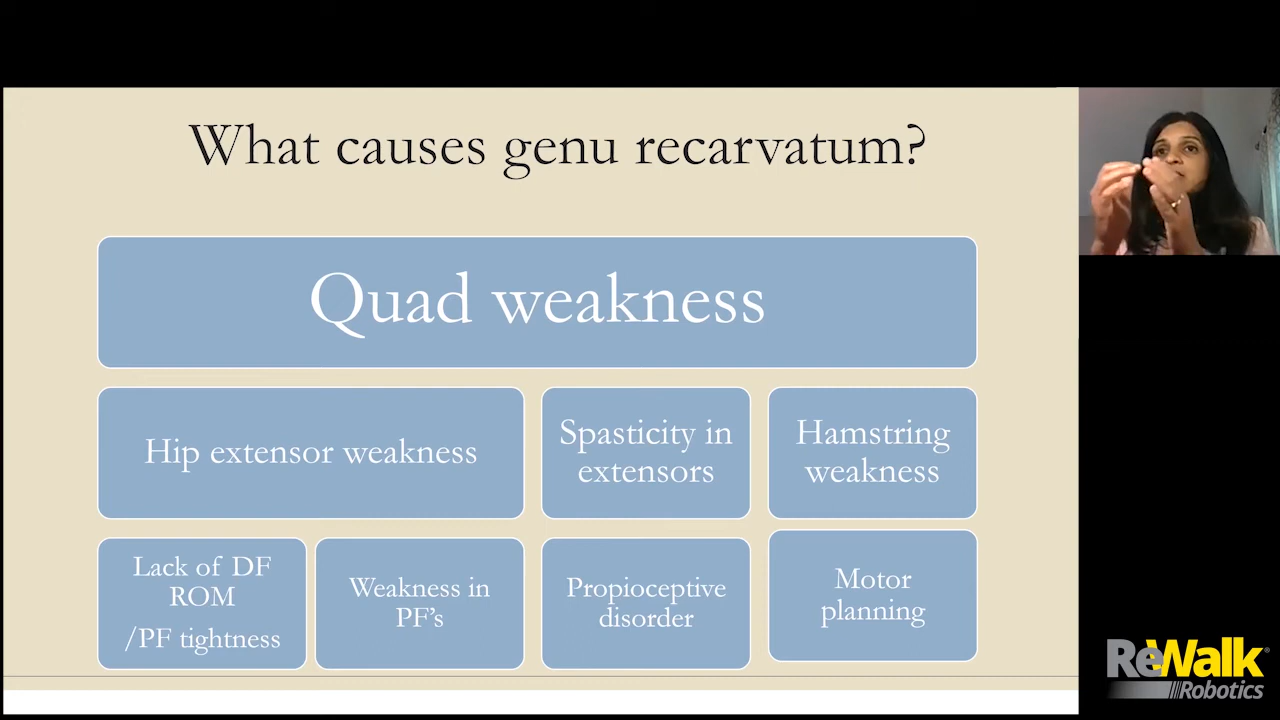 What causes genu recarvatum?
Quad weakness
Hip extensor weakness
Spasticity in
extensors
Hamstring
weakness
Lack of DF
ROM
/PF tightness
Weakness in
PF's
Propioceptive
disorder
Motor
planning
ReWalk®
Robotics